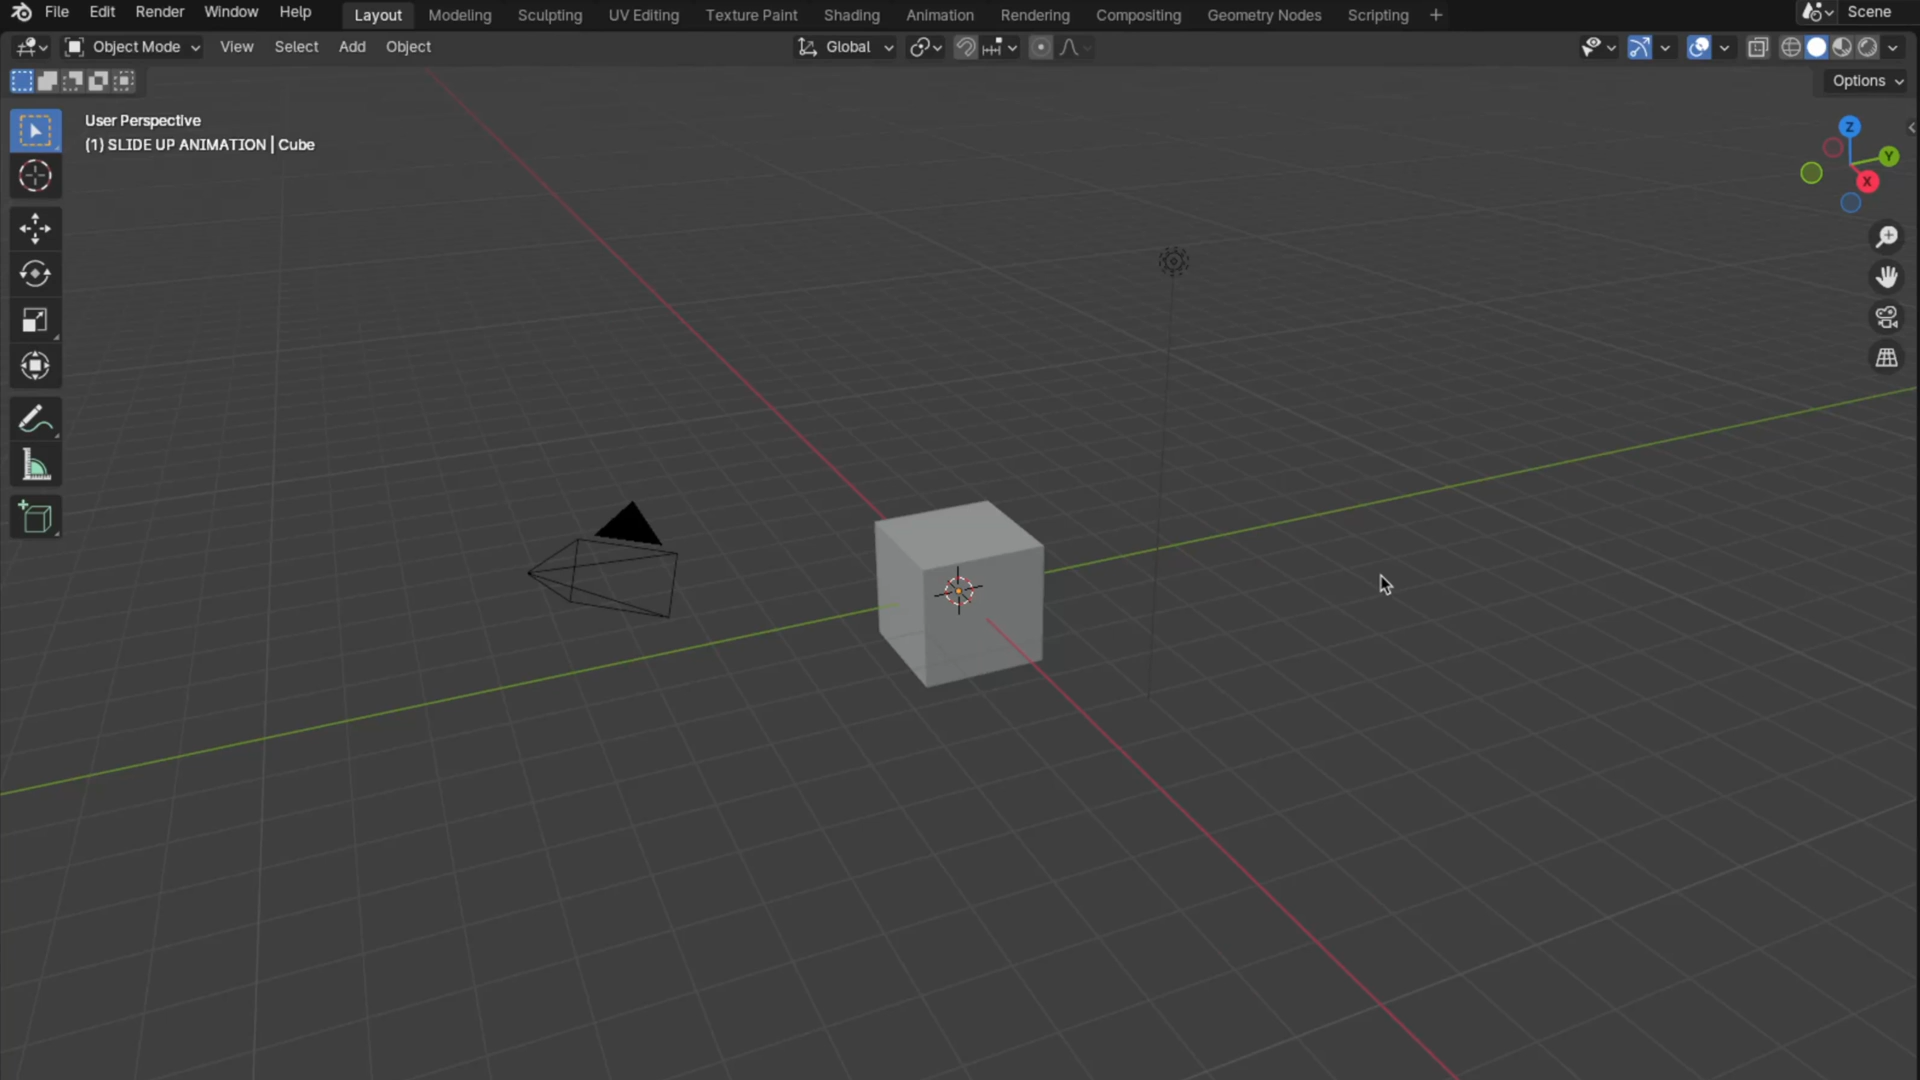 File Edit Render Window Help Layout Modeling Sculpting UV Editing Texture Paint Shading Animation Rendering Compositing Geometry Nodes Scripting + Scene
Object Mode View Select Add Object Global
Options
User Perspective
(1) SLIDE UP ANIMATION | Cube
Z
Y
X